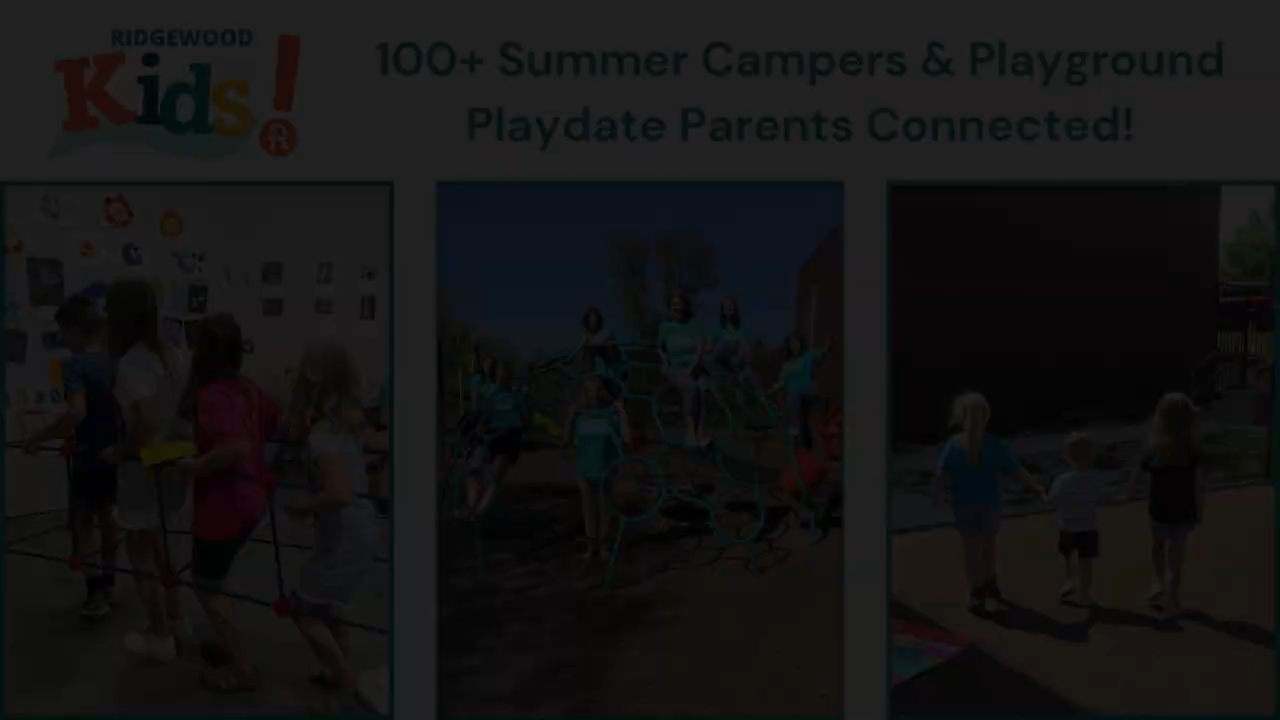 RIDGEWOOD
Kids!
100+ Summer Campers & Playground
Playdate Parents Connected!